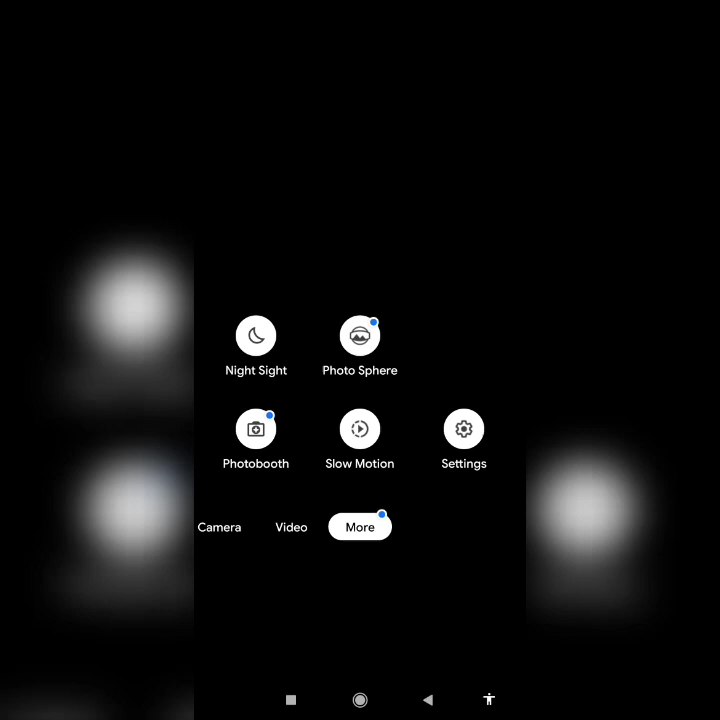 Night Sight
Photo Sphere
Photobooth
Slow Motion
Settings
Camera
Video
More